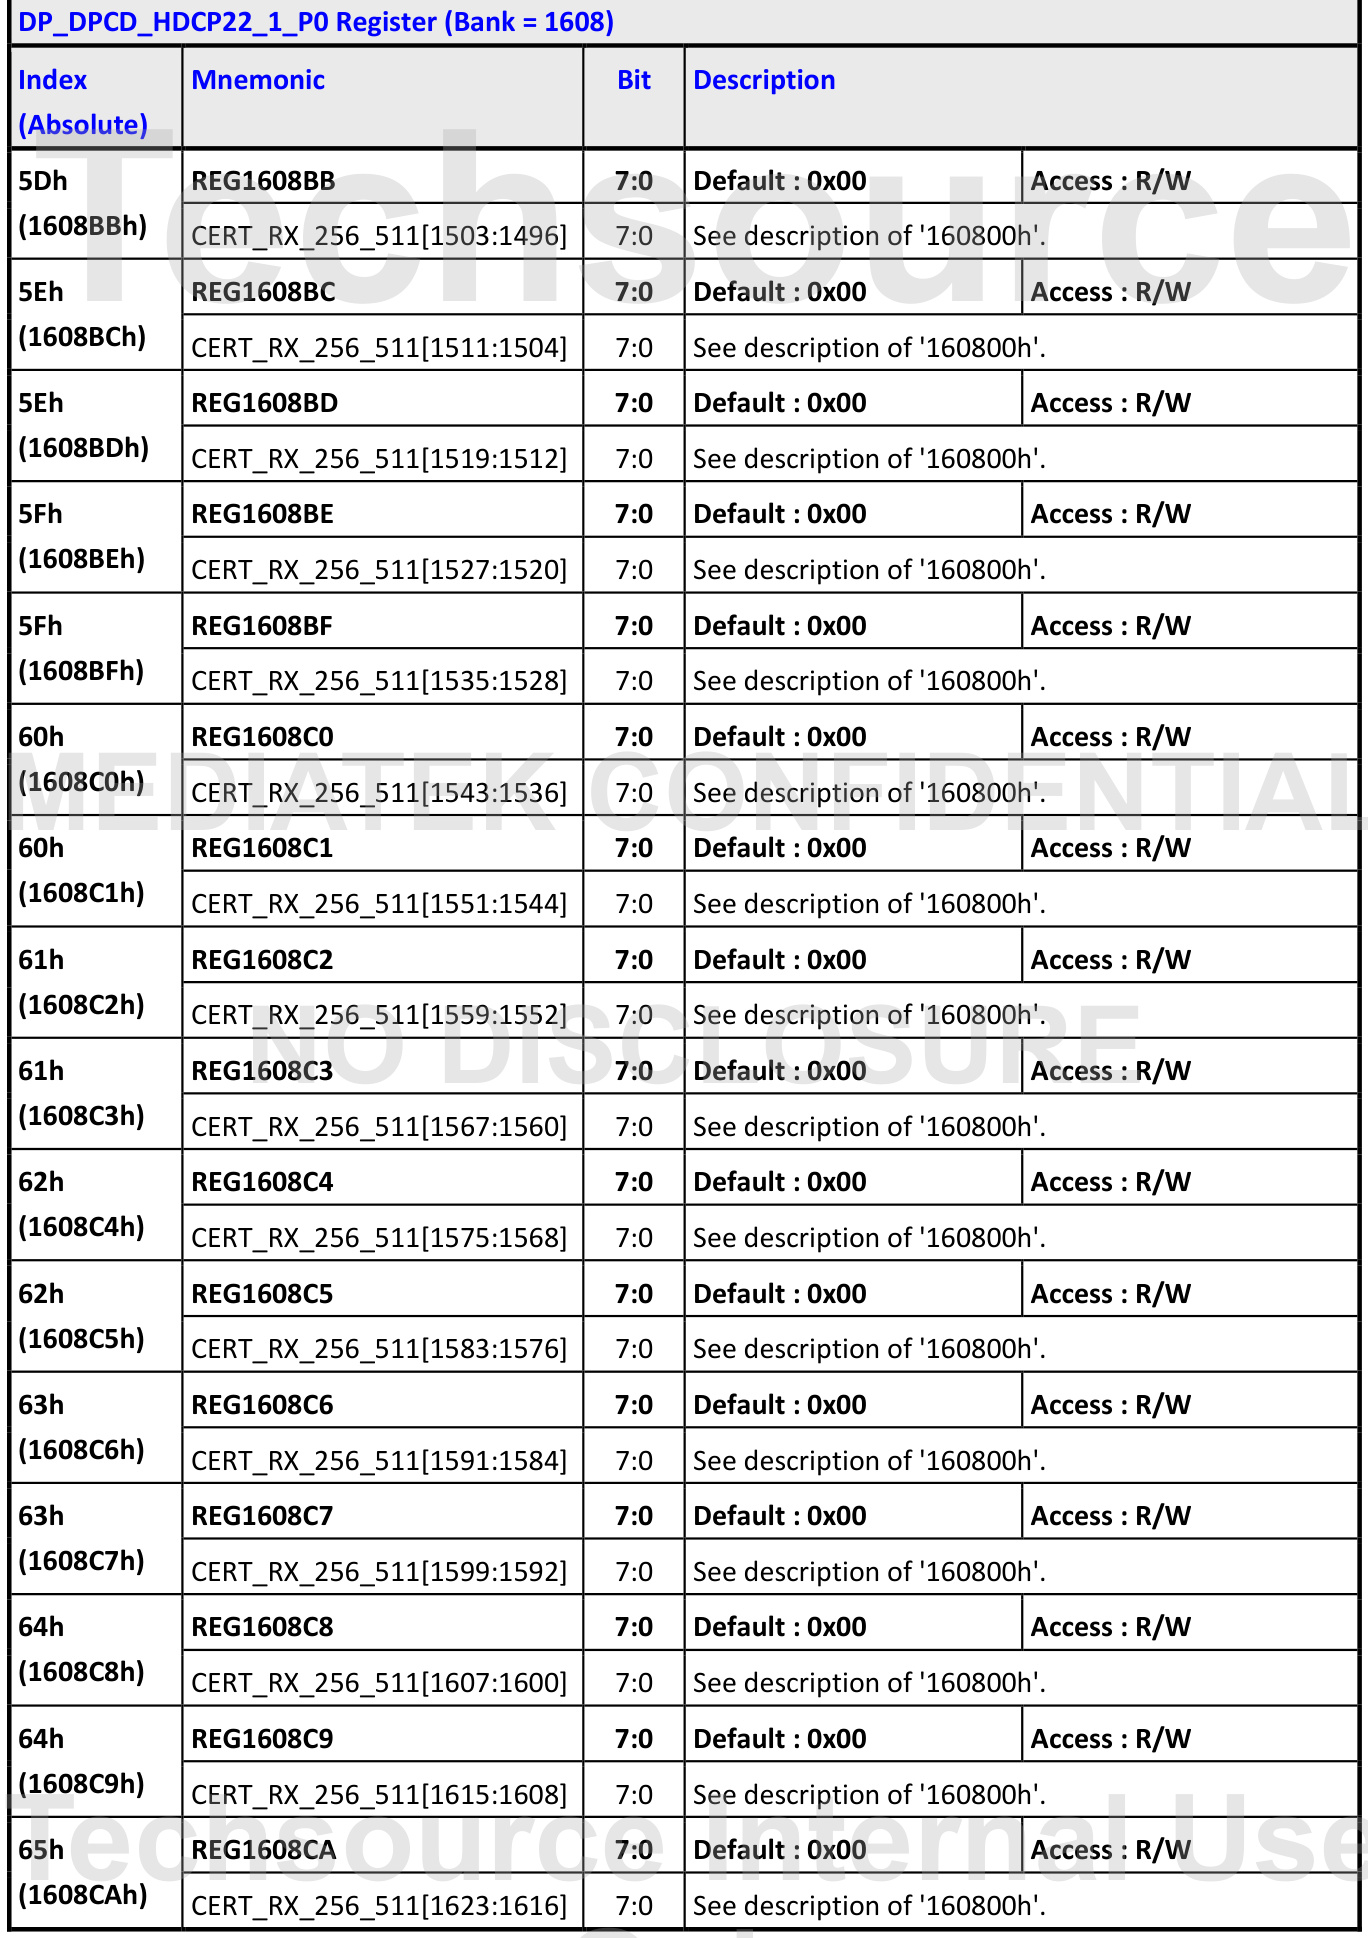 DP_DPCD_HDCP22_1_P0 Register (Bank = 1608)
Index (Absolute) Mnemonic Bit Description
5Dh (1608BBh) REG1608BB 7:0 Default : 0x00 Access : R/W
CERT_RX_256_511[1503:1496] 7:0 See description of '160800h'.
5Eh (1608BCh) REG1608BC 7:0 Default : 0x00 Access : R/W
CERT_RX_256_511[1511:1504] 7:0 See description of '160800h'.
5Eh (1608BDh) REG1608BD 7:0 Default : 0x00 Access : R/W
CERT_RX_256_511[1519:1512] 7:0 See description of '160800h'.
5Fh (1608BEh) REG1608BE 7:0 Default : 0x00 Access : R/W
CERT_RX_256_511[1527:1520] 7:0 See description of '160800h'.
5Fh (1608BFh) REG1608BF 7:0 Default : 0x00 Access : R/W
CERT_RX_256_511[1535:1528] 7:0 See description of '160800h'.
60h (1608C0h) REG1608C0 7:0 Default : 0x00 Access : R/W
CERT_RX_256_511[1543:1536] 7:0 See description of '160800h'.
60h (1608C1h) REG1608C1 7:0 Default : 0x00 Access : R/W
CERT_RX_256_511[1551:1544] 7:0 See description of '160800h'.
61h (1608C2h) REG1608C2 7:0 Default : 0x00 Access : R/W
CERT_RX_256_511[1559:1552] 7:0 See description of '160800h'.
61h (1608C3h) REG1608C3 7:0 Default : 0x00 Access : R/W
CERT_RX_256_511[1567:1560] 7:0 See description of '160800h'.
62h (1608C4h) REG1608C4 7:0 Default : 0x00 Access : R/W
CERT_RX_256_511[1575:1568] 7:0 See description of '160800h'.
62h (1608C5h) REG1608C5 7:0 Default : 0x00 Access : R/W
CERT_RX_256_511[1583:1576] 7:0 See description of '160800h'.
63h (1608C6h) REG1608C6 7:0 Default : 0x00 Access : R/W
CERT_RX_256_511[1591:1584] 7:0 See description of '160800h'.
63h (1608C7h) REG1608C7 7:0 Default : 0x00 Access : R/W
CERT_RX_256_511[1599:1592] 7:0 See description of '160800h'.
64h (1608C8h) REG1608C8 7:0 Default : 0x00 Access : R/W
CERT_RX_256_511[1607:1600] 7:0 See description of '160800h'.
64h (1608C9h) REG1608C9 7:0 Default : 0x00 Access : R/W
CERT_RX_256_511[1615:1608] 7:0 See description of '160800h'.
65h (1608CAh) REG1608CA 7:0 Default : 0x00 Access : R/W
CERT_RX_256_511[1623:1616] 7:0 See description of '160800h'.
Techsource
MEDIATEK CONFIDENTIAL
NO DISCLOSURE
Techsource Internal Use